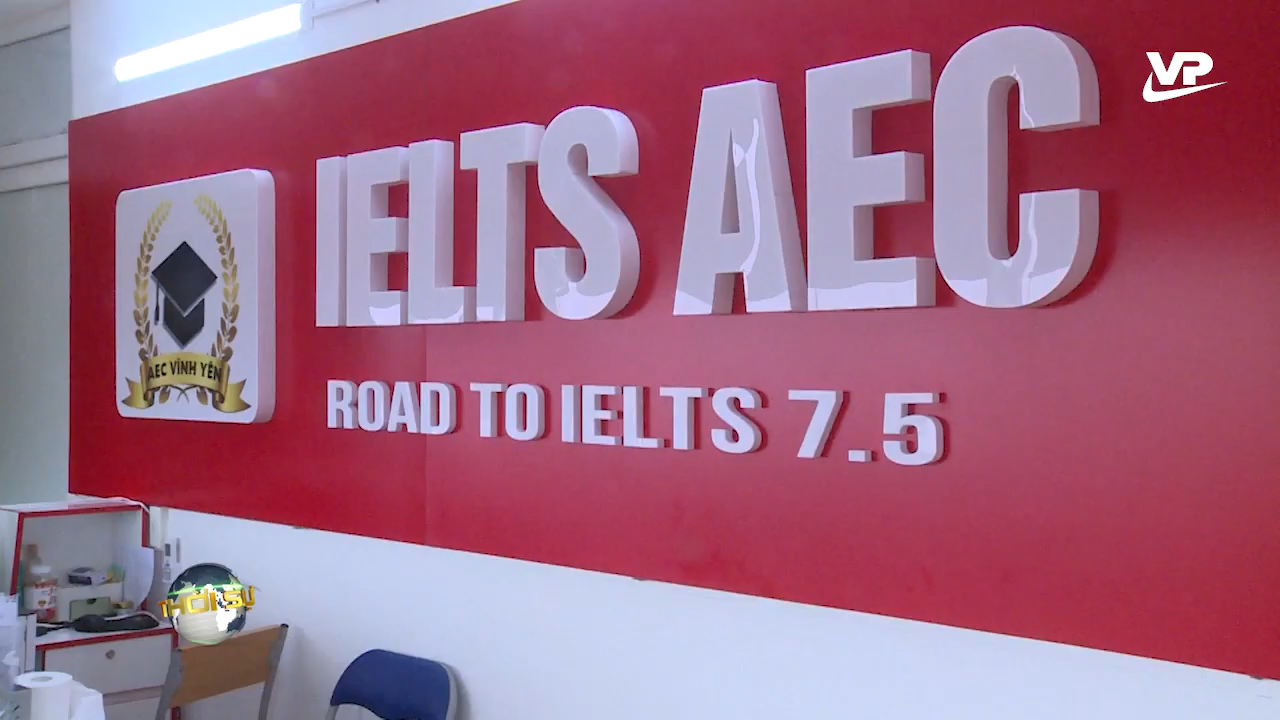 VP
IELTS AEC
AEC VĨNH YÊN
ROAD TO IELTS 7.5
THỜI SỰ